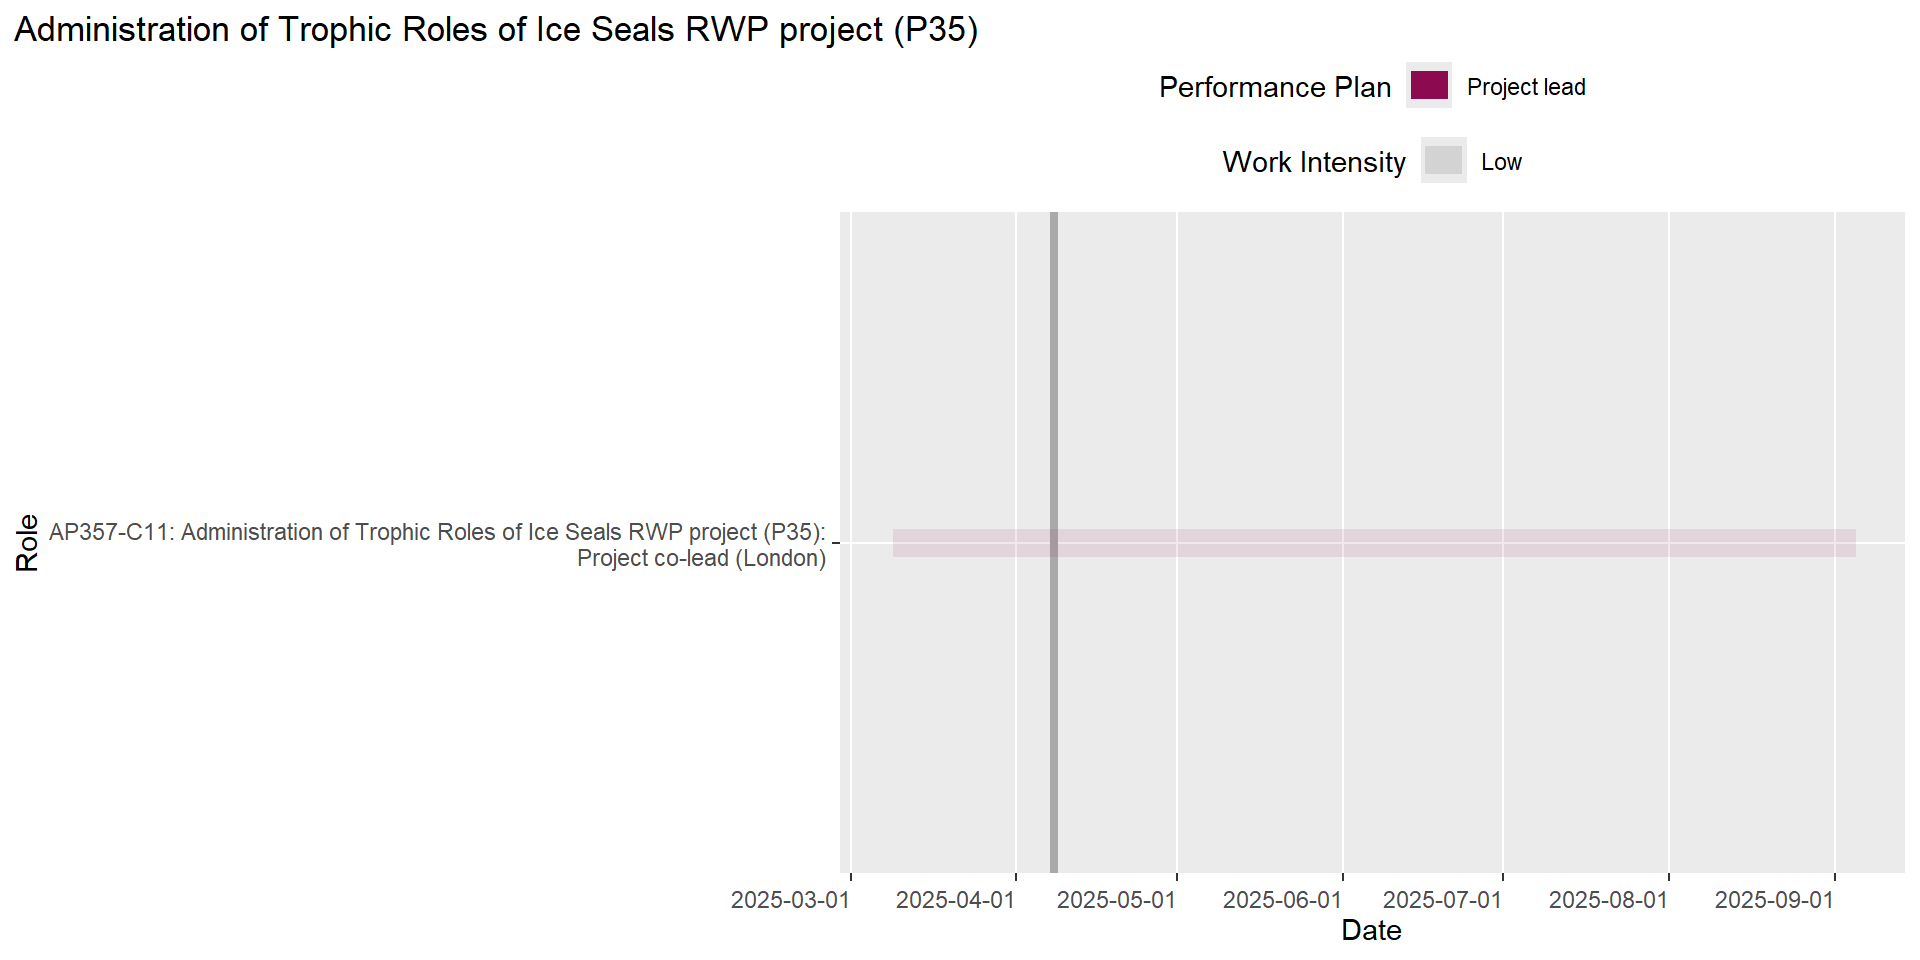 Administration of Trophic Roles of Ice Seals RWP project (P35)
Performance Plan
Project lead
Work Intensity
Low
Role
AP357-C11: Administration of Trophic Roles of Ice Seals RWP project (P35):
Project co-lead (London)
2025-03-01
2025-04-01
2025-05-01
2025-06-01
2025-07-01
2025-08-01
2025-09-01
Date